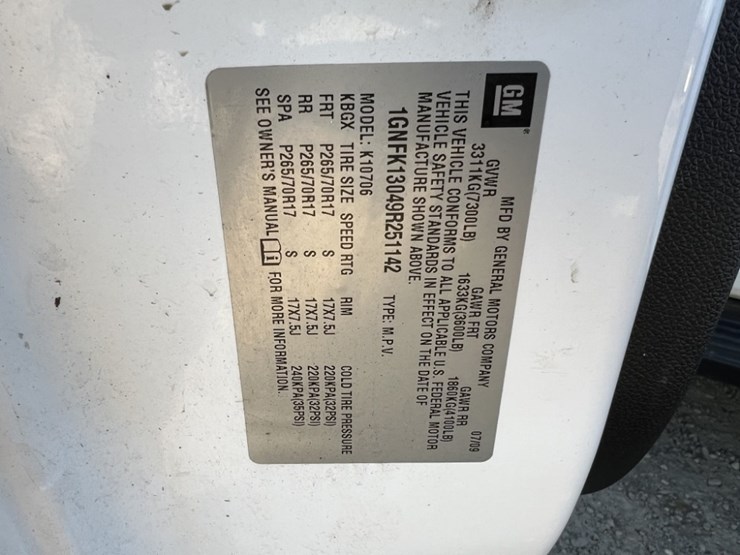 GM®
MFD BY GENERAL MOTORS COMPANY 07/09
GVWR GAWR FRT GAWR RR
3311KG(7300LB) 1633KG(3600LB) 1860KG(4100LB)
THIS VEHICLE CONFORMS TO ALL APPLICABLE U.S. FEDERAL MOTOR
VEHICLE SAFETY STANDARDS IN EFFECT ON THE DATE OF
MANUFACTURE SHOWN ABOVE.
1GNFK13049R251142 TYPE: M.P.V.
MODEL: K10706
KBGX TIRE SIZE SPEED RTG RIM COLD TIRE PRESSURE
FRT P265/70R17 S 17X7.5J 220KPA(32PSI)
RR P265/70R17 S 17X7.5J 220KPA(32PSI)
SPA P265/70R17 S 17X7.5J 240KPA(35PSI)
SEE OWNER'S MANUAL i FOR MORE INFORMATION.